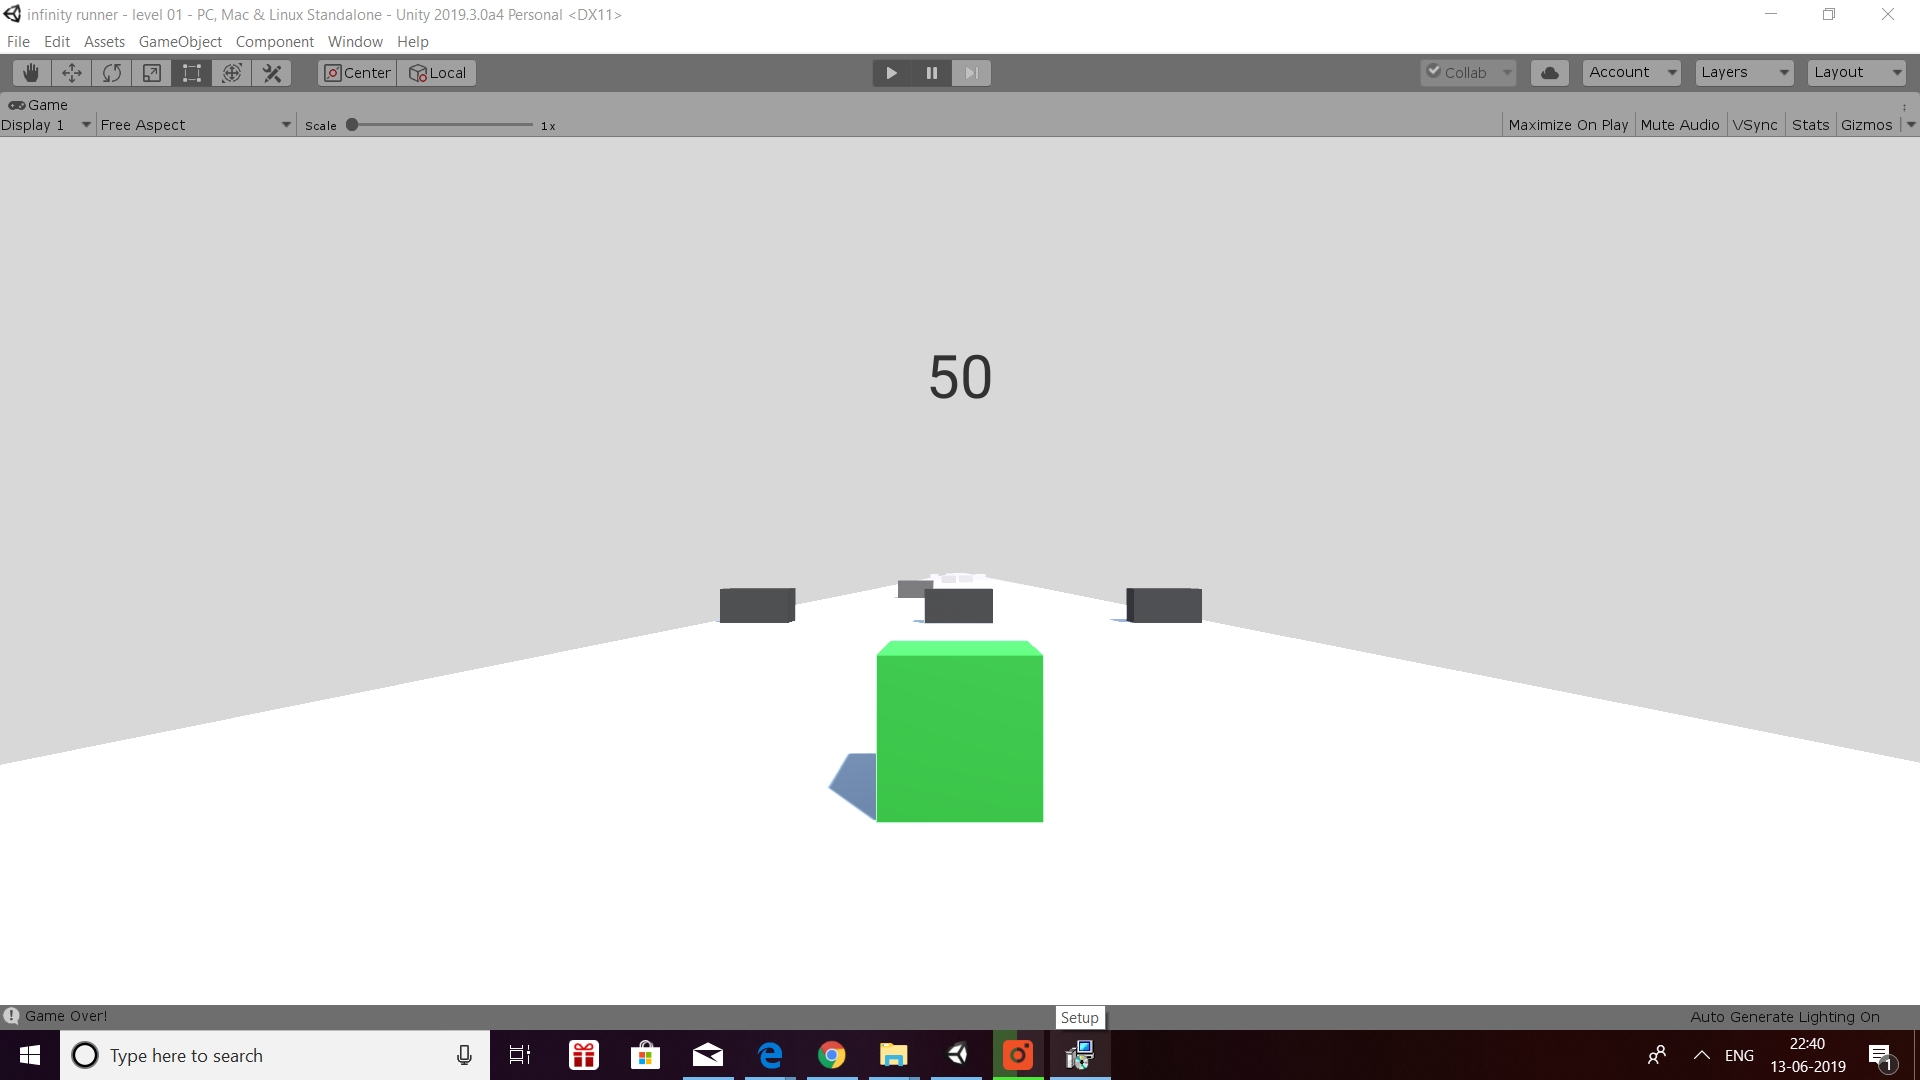 infinity runner - level 01 - PC, Mac & Linux Standalone - Unity 2019.3.0a4 Personal <DX11>
File Edit Assets GameObject Component Window Help
Center Local Collab Account Layers Layout
Game
Display 1 Free Aspect Scale 1x Maximize On Play Mute Audio VSync Stats Gizmos
50
Game Over!
Setup
Auto Generate Lighting On
Type here to search
ENG
22:40
13-06-2019
1